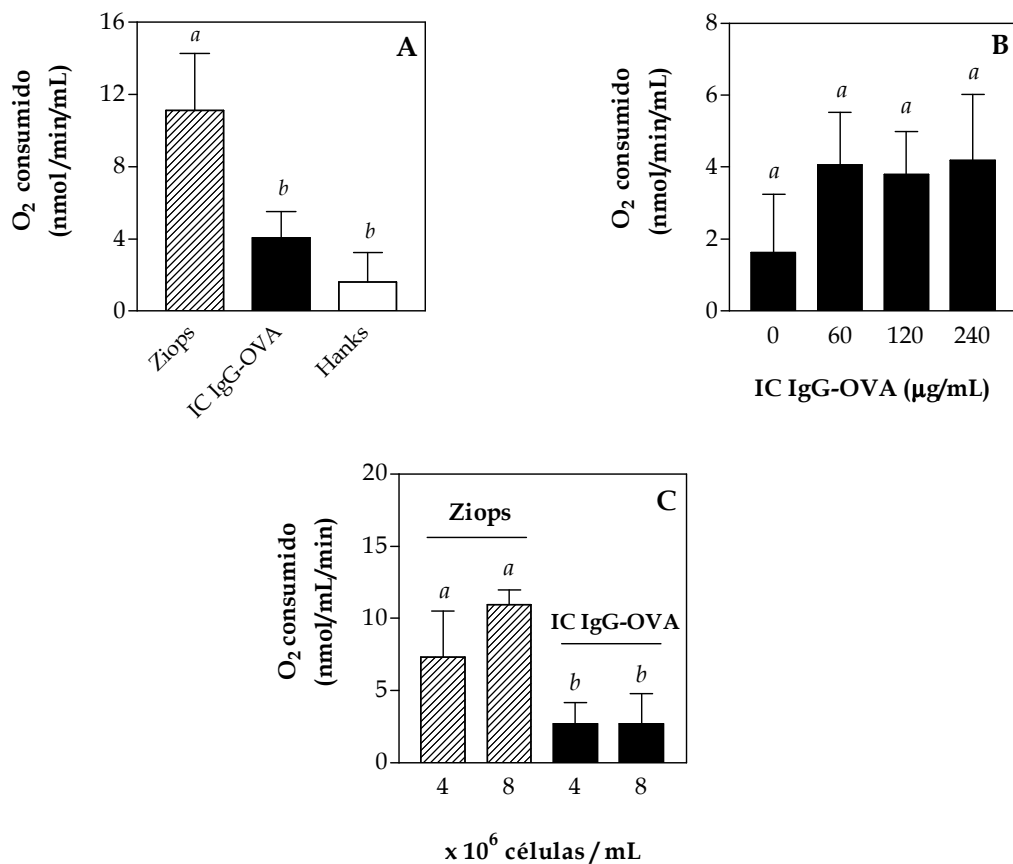 A
O₂ consumido
(nmol/min/mL)
16
12
8
4
0
a
b
b
Ziops
IC IgG-OVA
Hanks
B
O₂ consumido
(nmol/min/mL)
8
6
4
2
0
a
a
a
a
0 60 120 240
IC IgG-OVA (µg/mL)
C
O₂ consumido
(nmol/mL/min)
20
15
10
5
0
Ziops
a
a
IC IgG-OVA
b
b
4 8 4 8
x 10⁶ células / mL